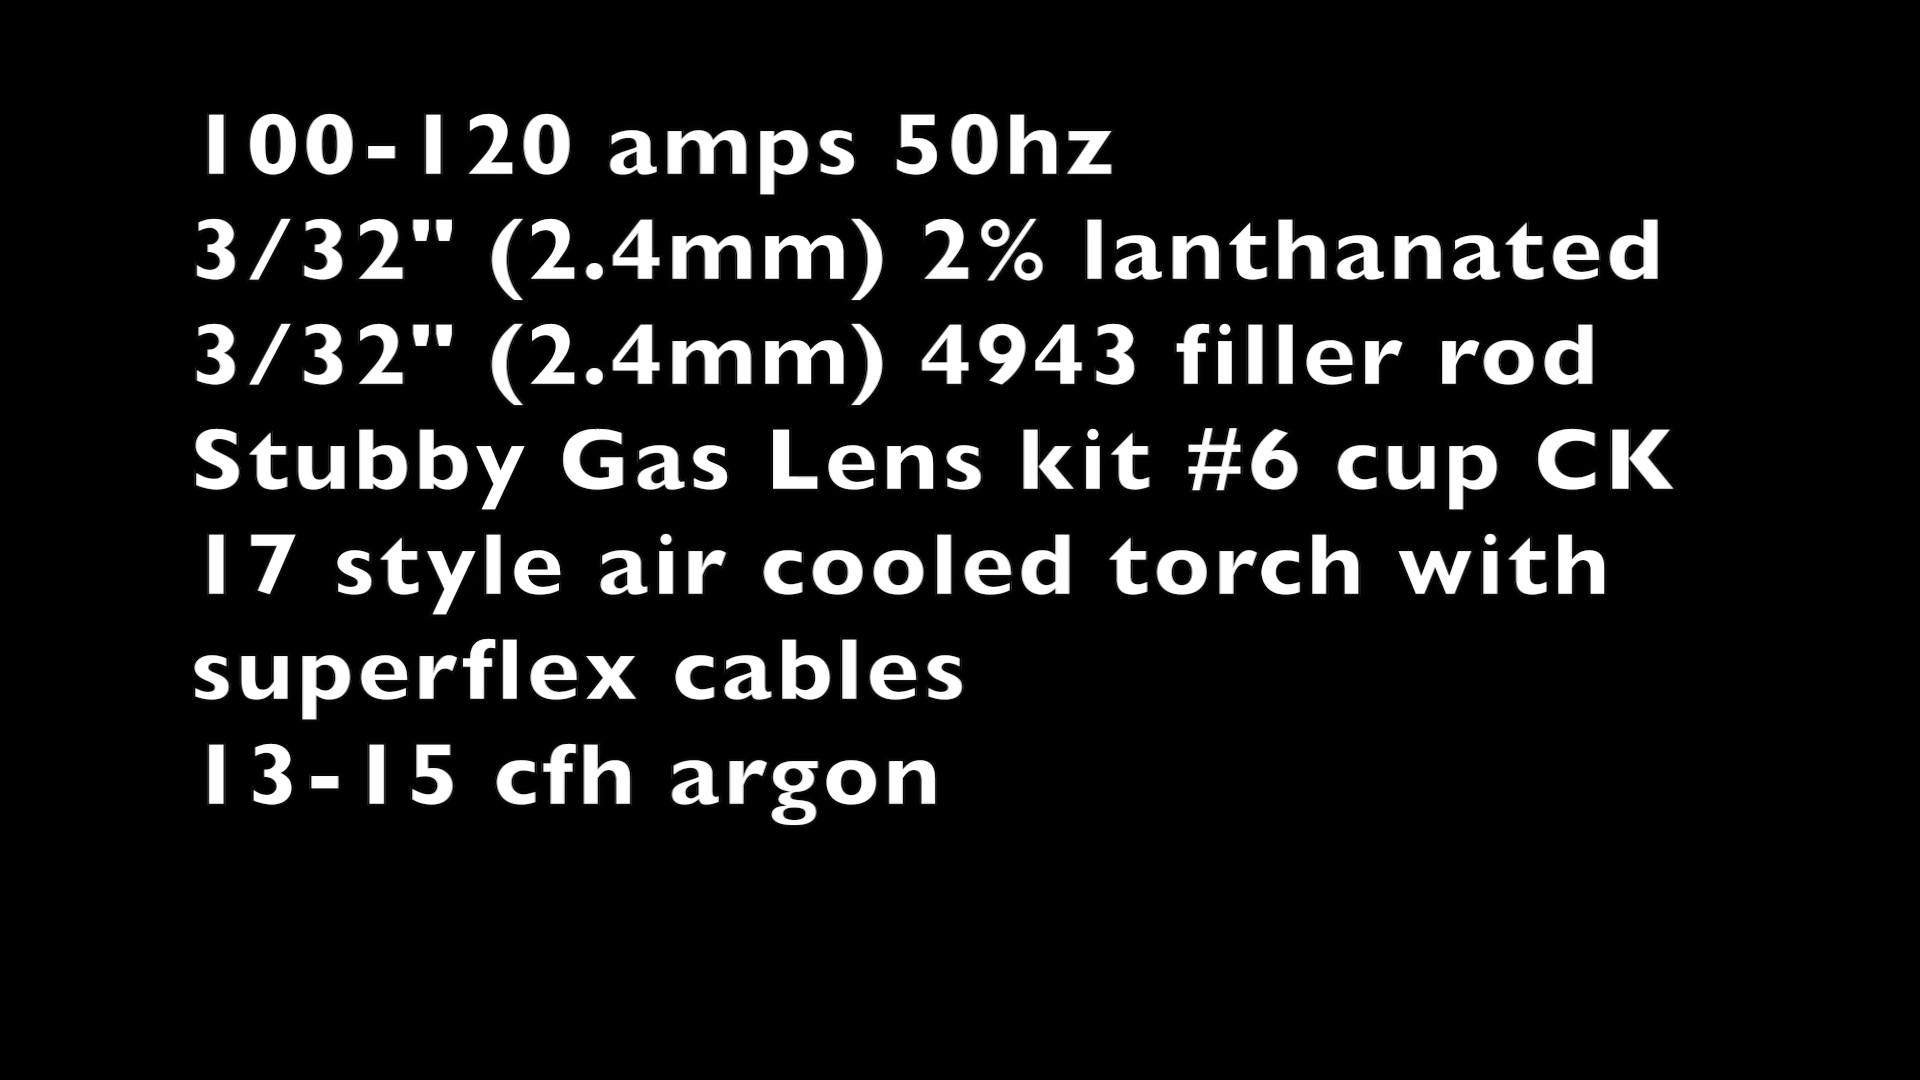 100-120 amps 50hz
3/32" (2.4mm) 2% lanthanated
3/32" (2.4mm) 4943 filler rod
Stubby Gas Lens kit #6 cup CK
17 style air cooled torch with
superflex cables
13-15 cfh argon